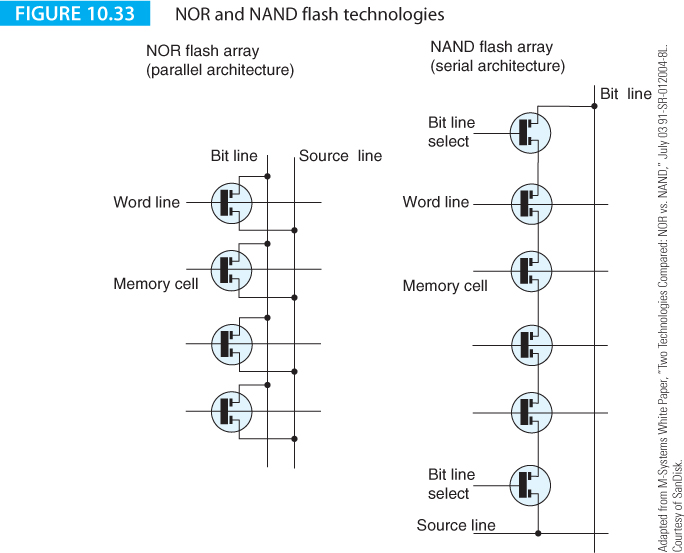 FIGURE 10.33 NOR and NAND flash technologies
NOR flash array
(parallel architecture)
Bit line
Source line
Word line
Memory cell
NAND flash array
(serial architecture)
Bit line
Bit line
select
Word line
Memory cell
Bit line
select
Source line
Adapted from M-Systems White Paper, "Two Technologies Compared: NOR vs. NAND," July 03 91-SR-012004-8L.
Courtesy of SanDisk.